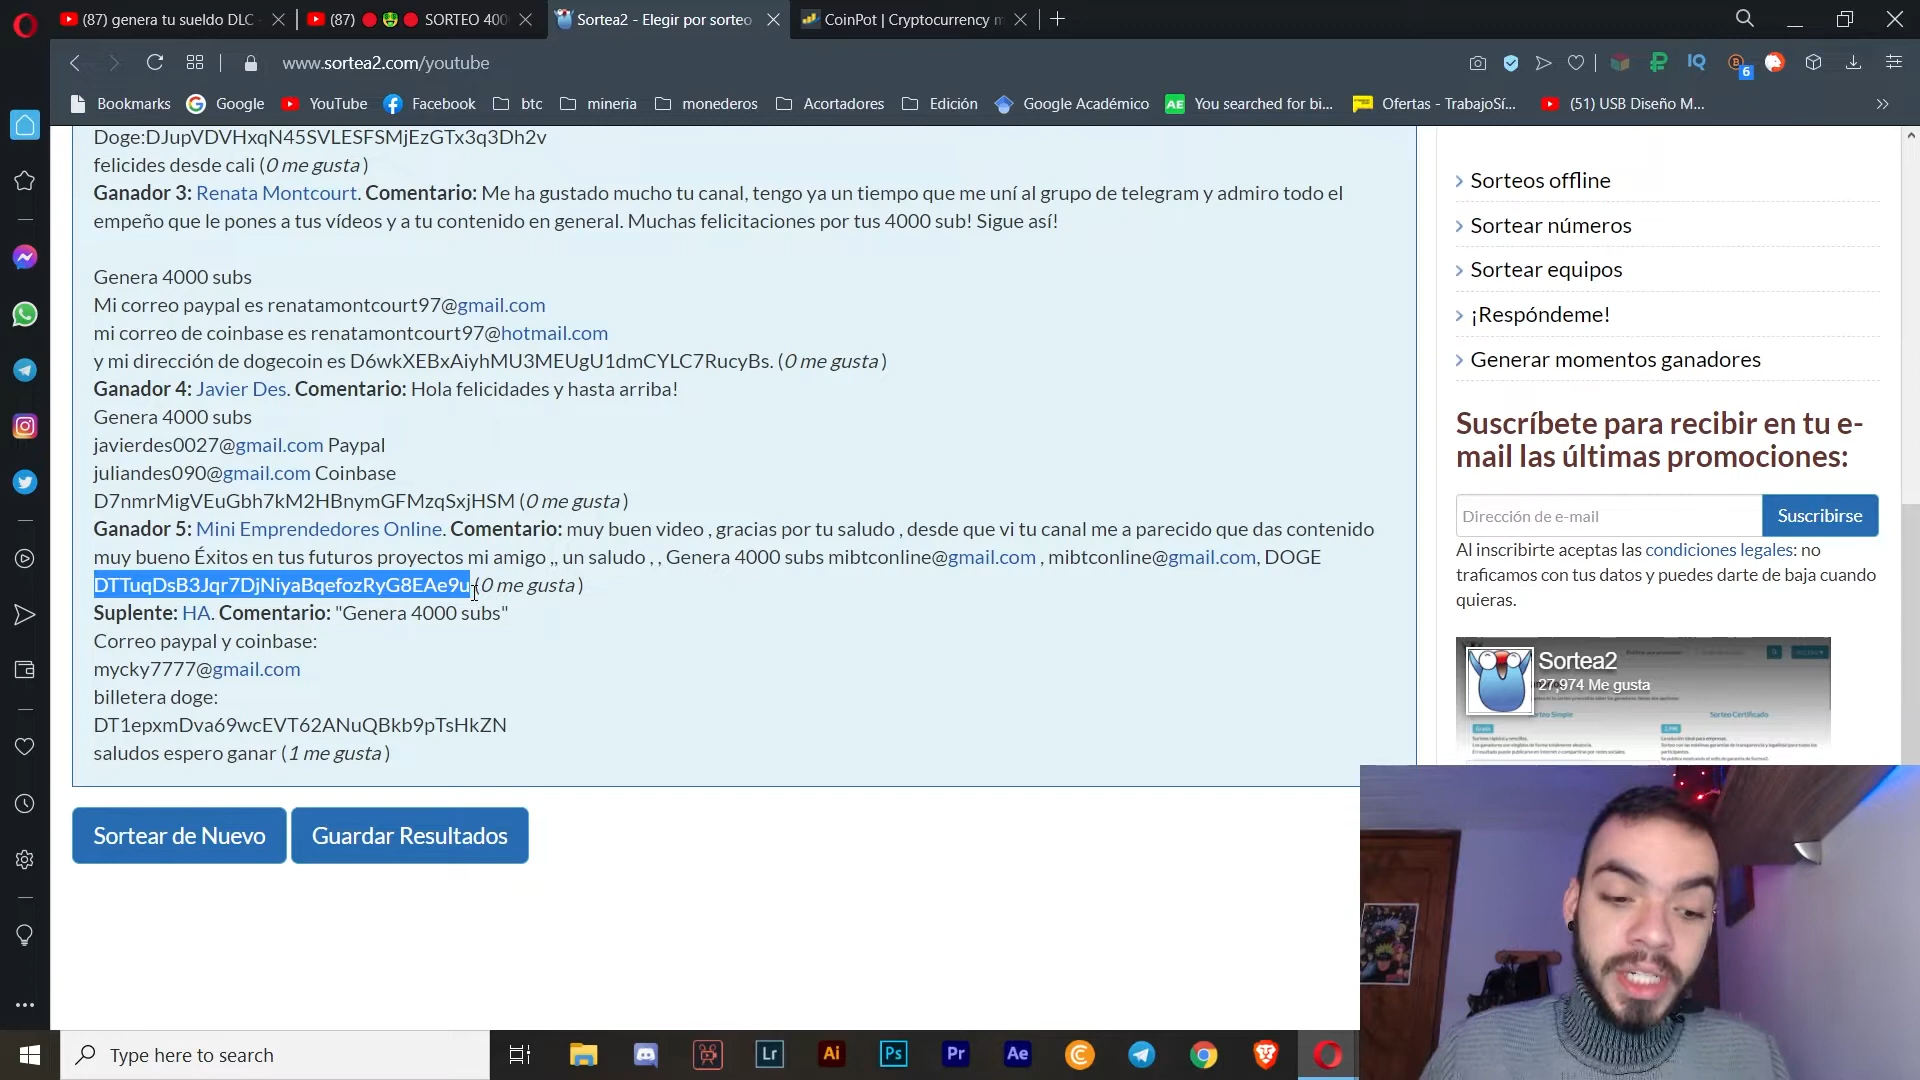 (87) genera tu sueldo DLC
(87) SORTEO 400
Sortea2 - Elegir por sorteo
CoinPot | Cryptocurrency m
www.sortea2.com/youtube
IQ
6
Bookmarks
Google
YouTube
Facebook
btc
mineria
monederos
Acortadores
Edición
Google Académico
AE
You searched for bi...
Ofertas - TrabajoSí...
(51) USB Diseño M...
Doge:DJupVDVHxqN45SVLESFSMjEzGTx3q3Dh2v
felicides desde cali (0 me gusta )
Ganador 3: Renata Montcourt. Comentario: Me ha gustado mucho tu canal, tengo ya un tiempo que me uní al grupo de telegram y admiro todo el
empeño que le pones a tus vídeos y a tu contenido en general. Muchas felicitaciones por tus 4000 sub! Sigue así!
Genera 4000 subs
Mi correo paypal es renatamontcourt97@gmail.com
mi correo de coinbase es renatamontcourt97@hotmail.com
y mi dirección de dogecoin es D6wkXEBxAiyhMU3MEUgU1dmCYLC7RucyBs. (0 me gusta )
Ganador 4: Javier Des. Comentario: Hola felicidades y hasta arriba!
Genera 4000 subs
javierdes0027@gmail.com Paypal
juliandes090@gmail.com Coinbase
D7nmrMigVEuGbh7kM2HBnymGFMzqSxjHSM (0 me gusta )
Ganador 5: Mini Emprendedores Online. Comentario: muy buen video , gracias por tu saludo , desde que vi tu canal me a parecido que das contenido
muy bueno Éxitos en tus futuros proyectos mi amigo ,, un saludo , , Genera 4000 subs mibtconline@gmail.com , mibtconline@gmail.com, DOGE
DTTuqDsB3Jqr7DjNiyaBqefozRyG8EAe9u (0 me gusta )
Suplente: HA. Comentario: "Genera 4000 subs"
Correo paypal y coinbase:
mycky7777@gmail.com
billetera doge:
DT1epxmDva69wcEVT62ANuQBkb9pTsHkZN
saludos espero ganar (1 me gusta )
Sortear de Nuevo
Guardar Resultados
Sorteos offline
Sortear números
Sortear equipos
¡Respóndeme!
Generar momentos ganadores
Suscríbete para recibir en tu e-
mail las últimas promociones:
Dirección de e-mail
Suscribirse
Al inscribirte aceptas las condiciones legales: no
traficamos con tus datos y puedes darte de baja cuando
quieras.
Sortea2
27,974 Me gusta
Sorteo Simple
Sorteo Certificado
Type here to search
Lr
Ai
Ps
Pr
Ae